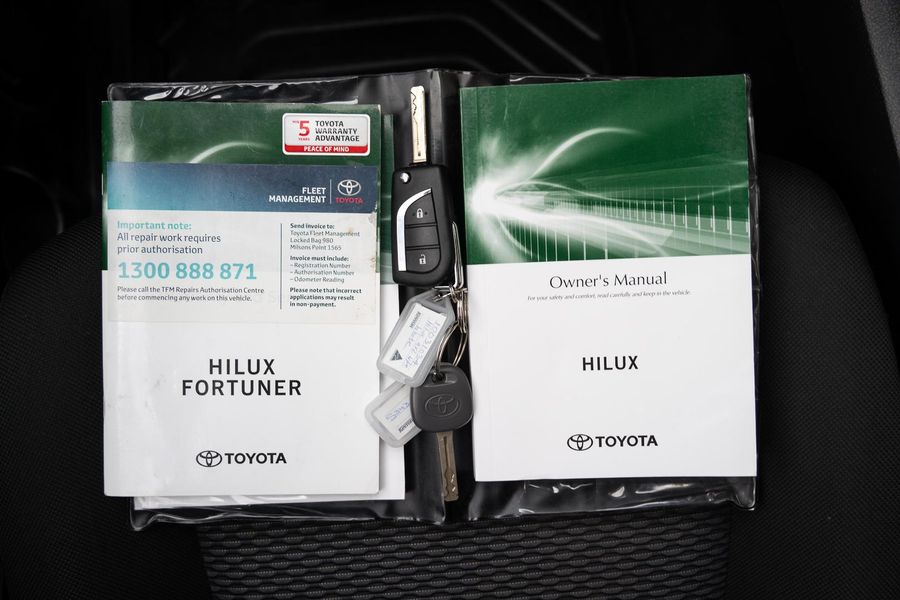 5
YEARS
TOYOTA
WARRANTY
ADVANTAGE
PEACE OF MIND
FLEET
MANAGEMENT
TOYOTA
Important note:
All repair work requires
prior authorisation
1300 888 871
Please call the TFM Repairs Authorisation Centre
before commencing any work on this vehicle.
Send invoice to:
Toyota Fleet Management
Locked Bag 980
Milsons Point 1565
Invoice must include:
– Registration Number
– Authorisation Number
– Odometer Reading
Please note that incorrect
applications may result
in non-payment.
HILUX
FORTUNER
TOYOTA
Owner's Manual
For your safety and comfort, read carefully and keep in the vehicle.
HILUX
TOYOTA